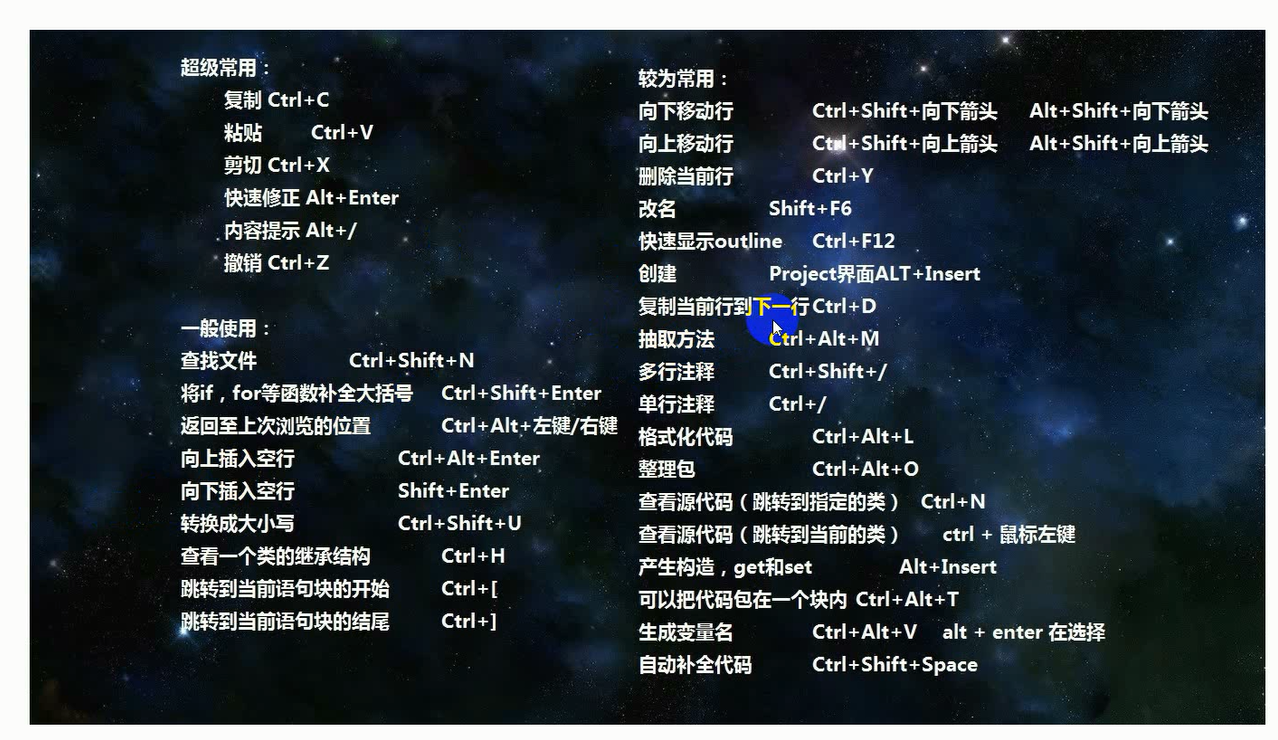 超级常用：
复制 Ctrl+C
粘贴 Ctrl+V
剪切 Ctrl+X
快速修正 Alt+Enter
内容提示 Alt+/
撤销 Ctrl+Z
一般使用：
查找文件 Ctrl+Shift+N
将if，for等函数补全大括号 Ctrl+Shift+Enter
返回至上次浏览的位置 Ctrl+Alt+左键/右键
向上插入空行 Ctrl+Alt+Enter
向下插入空行 Shift+Enter
转换成大小写 Ctrl+Shift+U
查看一个类的继承结构 Ctrl+H
跳转到当前语句块的开始 Ctrl+[
跳转到当前语句块的结尾 Ctrl+]
较为常用：
向下移动行 Ctrl+Shift+向下箭头 Alt+Shift+向下箭头
向上移动行 Ctrl+Shift+向上箭头 Alt+Shift+向上箭头
删除当前行 Ctrl+Y
改名 Shift+F6
快速显示outline Ctrl+F12
创建 Project界面ALT+Insert
复制当前行到下一行 Ctrl+D
抽取方法 Ctrl+Alt+M
多行注释 Ctrl+Shift+/
单行注释 Ctrl+/
格式化代码 Ctrl+Alt+L
整理包 Ctrl+Alt+O
查看源代码（跳转到指定的类） Ctrl+N
查看源代码（跳转到当前的类） ctrl + 鼠标左键
产生构造，get和set Alt+Insert
可以把代码包在一个块内 Ctrl+Alt+T
生成变量名 Ctrl+Alt+V alt + enter 在选择
自动补全代码 Ctrl+Shift+Space